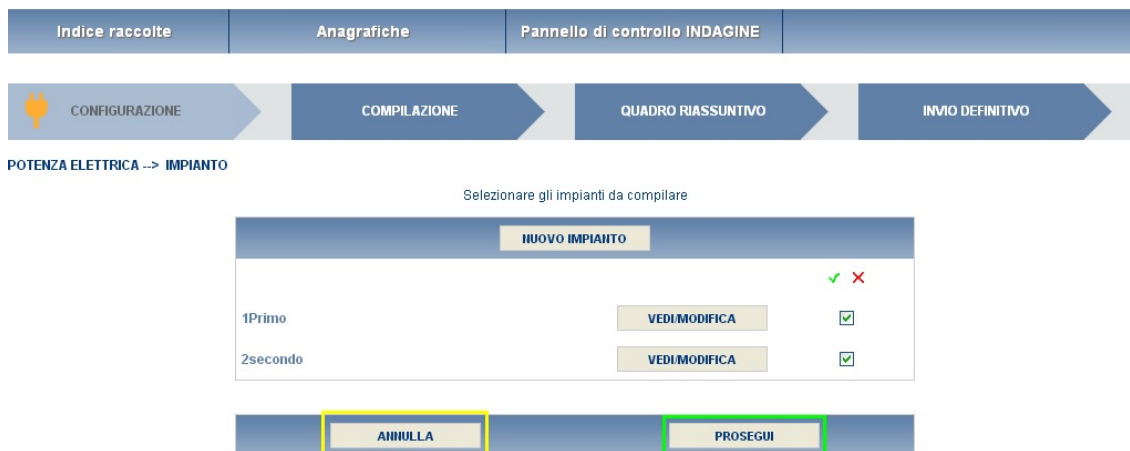 Indice raccolte Anagrafiche Pannello di controllo INDAGINE
CONFIGURAZIONE COMPILAZIONE QUADRO RIASSUNTIVO INVIO DEFINITIVO
POTENZA ELETTRICA --> IMPIANTO
Selezionare gli impianti da compilare
NUOVO IMPIANTO
1Primo VEDI/MODIFICA
2secondo VEDI/MODIFICA
ANNULLA PROSEGUI